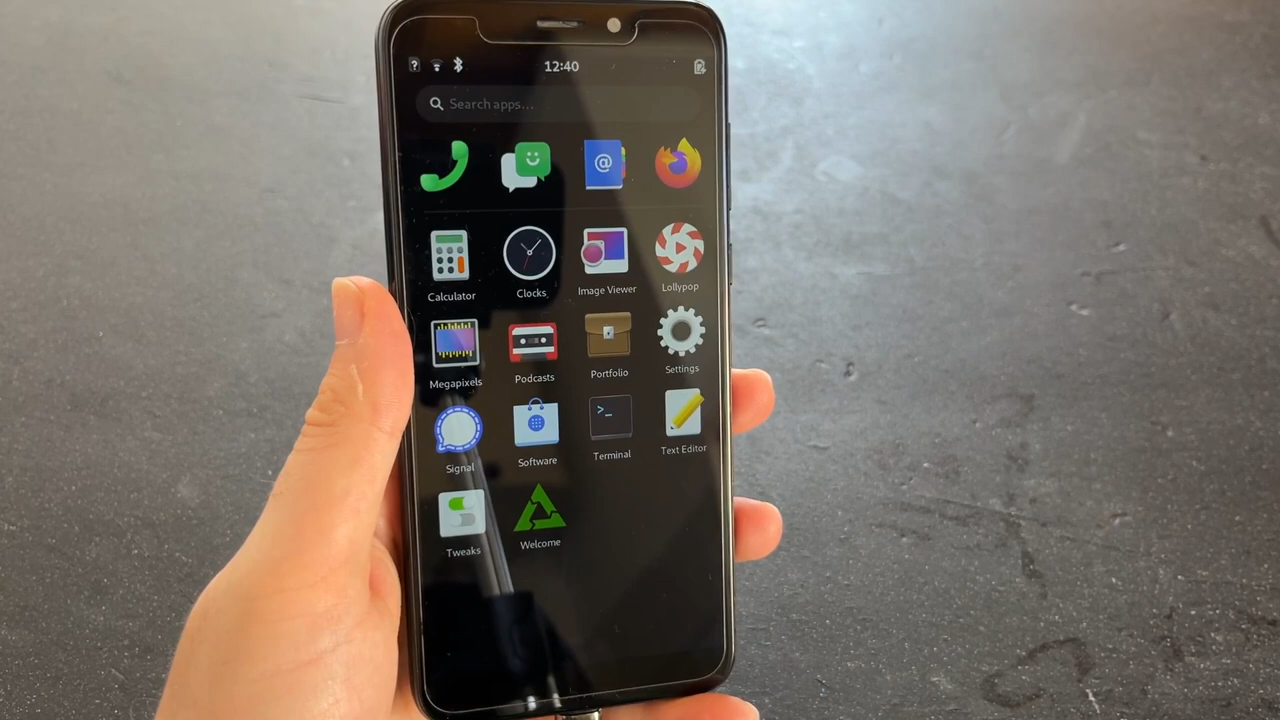 12:40
Search apps...
@
Calculator
Clocks
Image Viewer
Lollypop
Megapixels
Podcasts
Portfolio
Settings
>_
Signal
Software
Terminal
Text Editor
Tweaks
Welcome